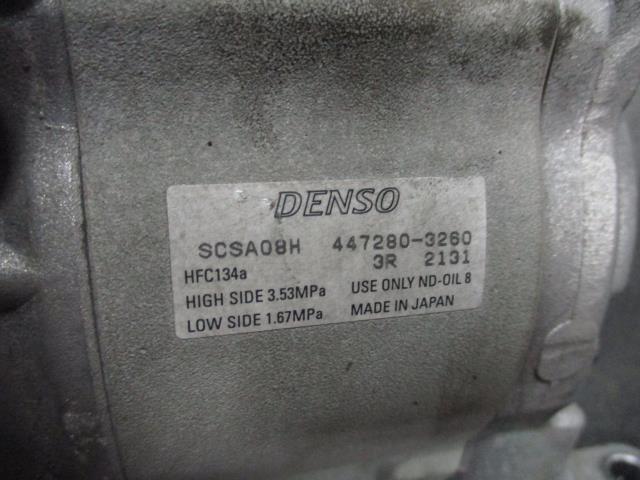 DENSO
SCSA08H 447280-3260
3R 2131
HFC134a
HIGH SIDE 3.53MPa USE ONLY ND-OIL 8
LOW SIDE 1.67MPa MADE IN JAPAN